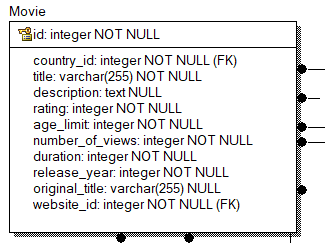 Movie
id: integer NOT NULL
country_id: integer NOT NULL (FK)
title: varchar(255) NOT NULL
description: text NULL
rating: integer NOT NULL
age_limit: integer NOT NULL
number_of_views: integer NOT NULL
duration: integer NOT NULL
release_year: integer NOT NULL
original_title: varchar(255) NULL
website_id: integer NOT NULL (FK)